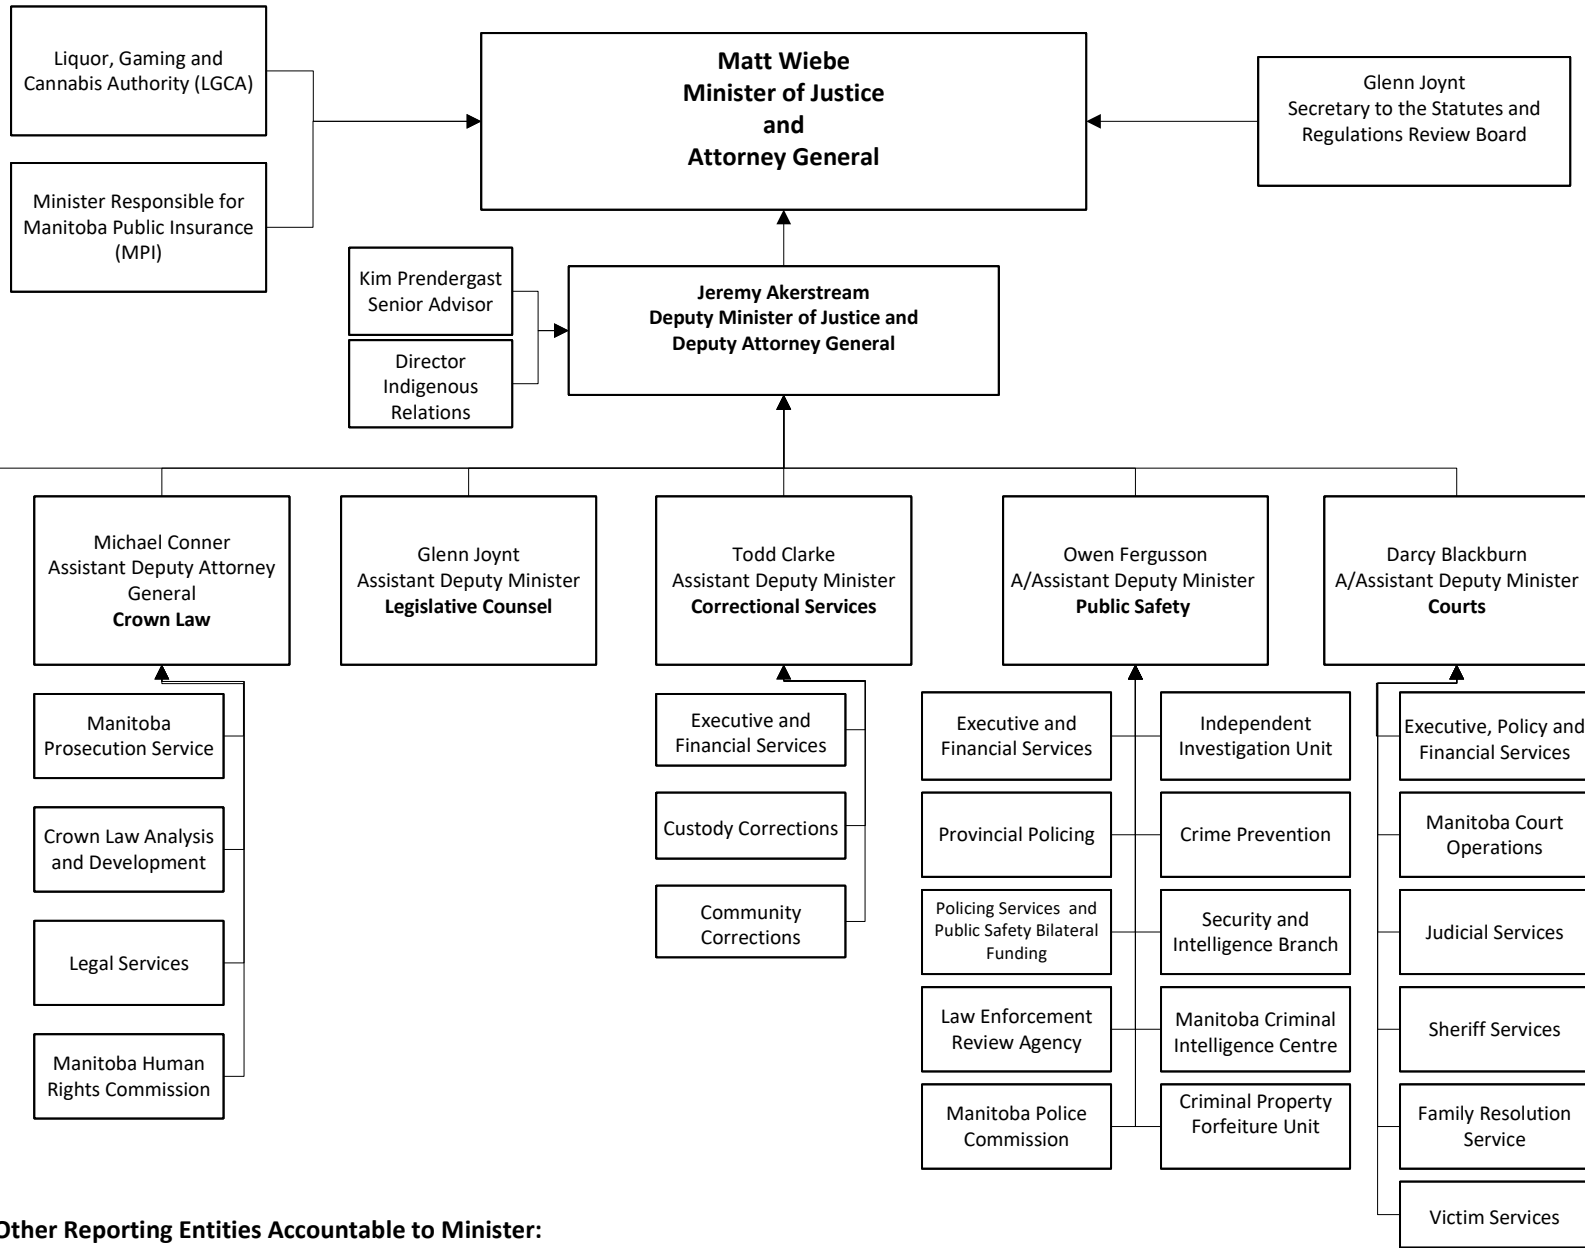 Liquor, Gaming and
Cannabis Authority (LGCA)
Matt Wiebe
Minister of Justice
and
Attorney General
Glenn Joynt
Secretary to the Statutes and
Regulations Review Board
Minister Responsible for
Manitoba Public Insurance
(MPI)
Kim Prendergast
Senior Advisor
Jeremy Akerstream
Deputy Minister of Justice and
Deputy Attorney General
Director
Indigenous
Relations
Michael Conner
Assistant Deputy Attorney
General
Crown Law
Glenn Joynt
Assistant Deputy Minister
Legislative Counsel
Todd Clarke
Assistant Deputy Minister
Correctional Services
Owen Fergusson
A/Assistant Deputy Minister
Public Safety
Darcy Blackburn
A/Assistant Deputy Minister
Courts
Manitoba
Prosecution Service
Crown Law Analysis
and Development
Legal Services
Manitoba Human
Rights Commission
Executive and
Financial Services
Custody Corrections
Community
Corrections
Executive and
Financial Services
Provincial Policing
Policing Services and
Public Safety Bilateral
Funding
Law Enforcement
Review Agency
Manitoba Police
Commission
Independent
Investigation Unit
Crime Prevention
Security and
Intelligence Branch
Manitoba Criminal
Intelligence Centre
Criminal Property
Forfeiture Unit
Executive, Policy and
Financial Services
Manitoba Court
Operations
Judicial Services
Sheriff Services
Family Resolution
Service
Victim Services
Other Reporting Entities Accountable to Minister: